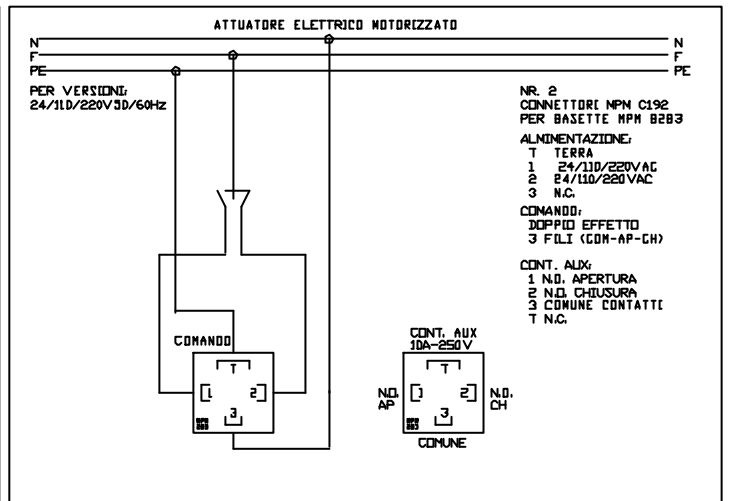 ATTUATORE ELETTRICO MOTORIZZATO
N N
F F
PE PE
PER VERSIONI:
24/110/220V50/60Hz
NR. 2
CONNETTORI MPM C192
PER BASETTE MPM B2B3
ALMIMENTAZIONE:
T TERRA
1 24/110/220VAC
2 24/110/220VAC
3 N.C.
COMANDO:
DOPPIO EFFETTO
3 FILI (COM-AP-CH)
CONT. AUX:
1 N.O. APERTURA
2 N.O. CHIUSURA
3 COMUNE CONTATTI
T N.C.
COMANDO
T
1 2
3
CONT. AUX
10A-250V
T
N.O. AP 1 2 N.O. CH
3
COMUNE